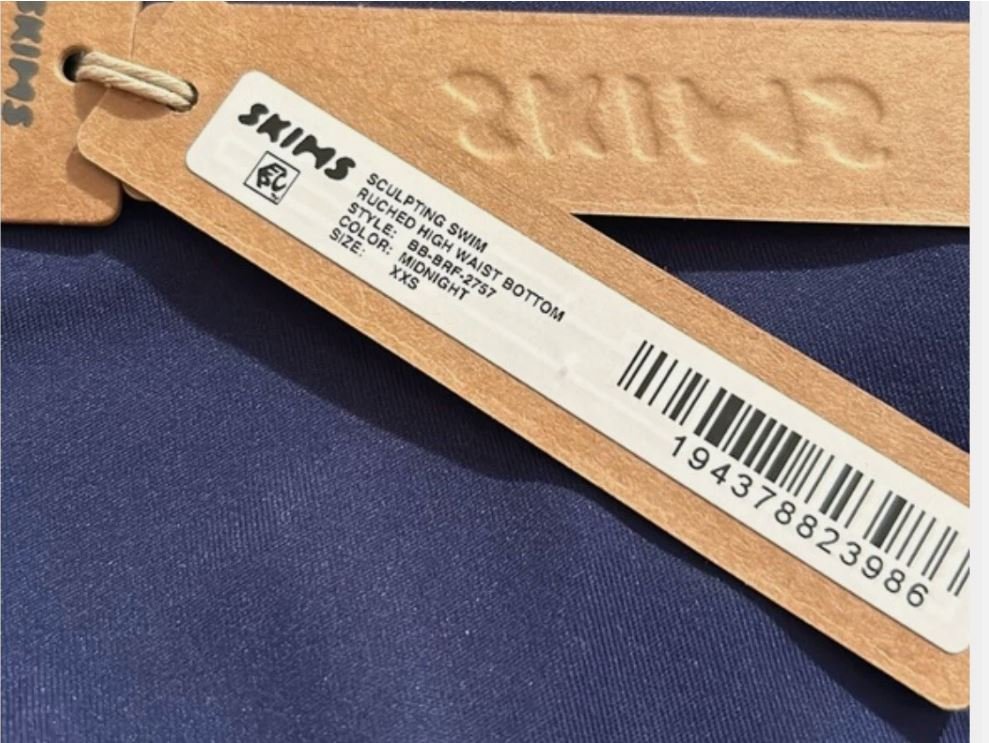 SKIMS
SKIMS
SKIMS
SCULPTING SWIM
RUCHED HIGH WAIST BOTTOM
STYLE: BB-BRF-2757
COLOR: MIDNIGHT
SIZE: XXS
194378823986